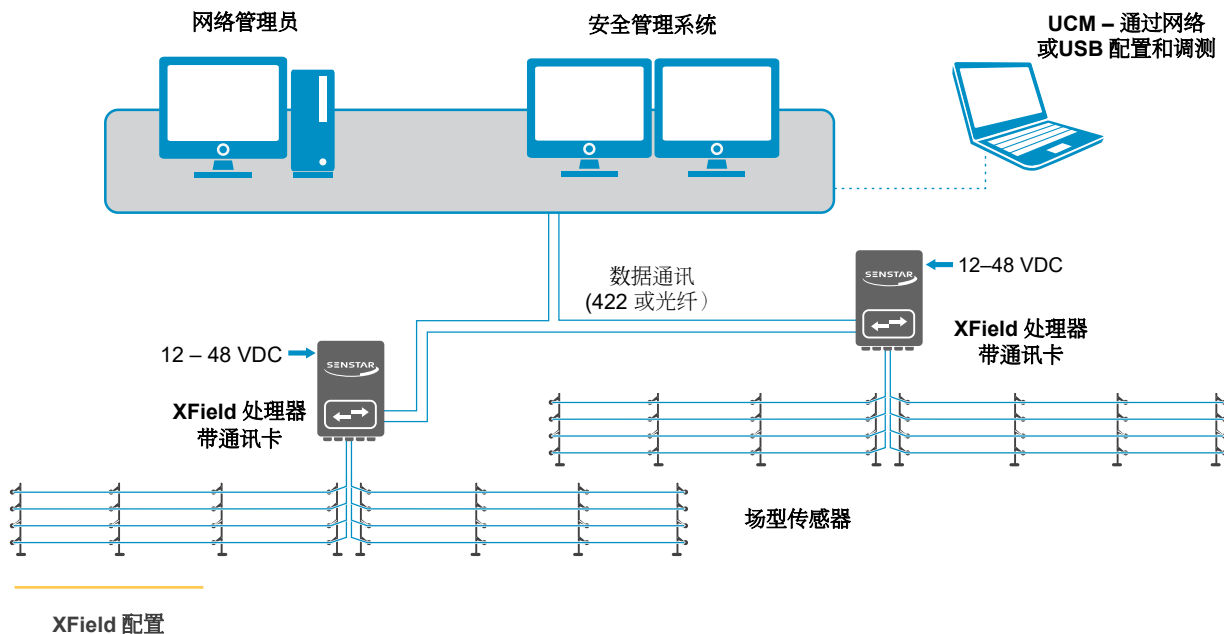 网络管理员
安全管理系统
UCM – 通过网络
或USB 配置和调测
数据通讯
(422 或光纤）
SENSTAR
12–48 VDC
XField 处理器
带通讯卡
12 – 48 VDC
SENSTAR
XField 处理器
带通讯卡
场型传感器
XField 配置